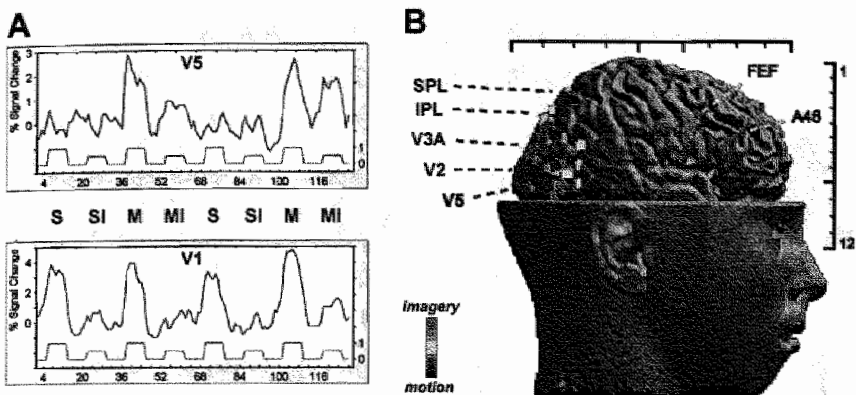 A
V5
% Signal Change
3
2
1
0
1
0
4 20 36 52 68 84 100 116
S SI M MI S SI M MI
V1
% Signal Change
4
2
0
1
0
4 20 36 52 68 84 100 116
B
SPL
IPL
V3A
V2
V5
FEF
A46
1
12
imagery
motion